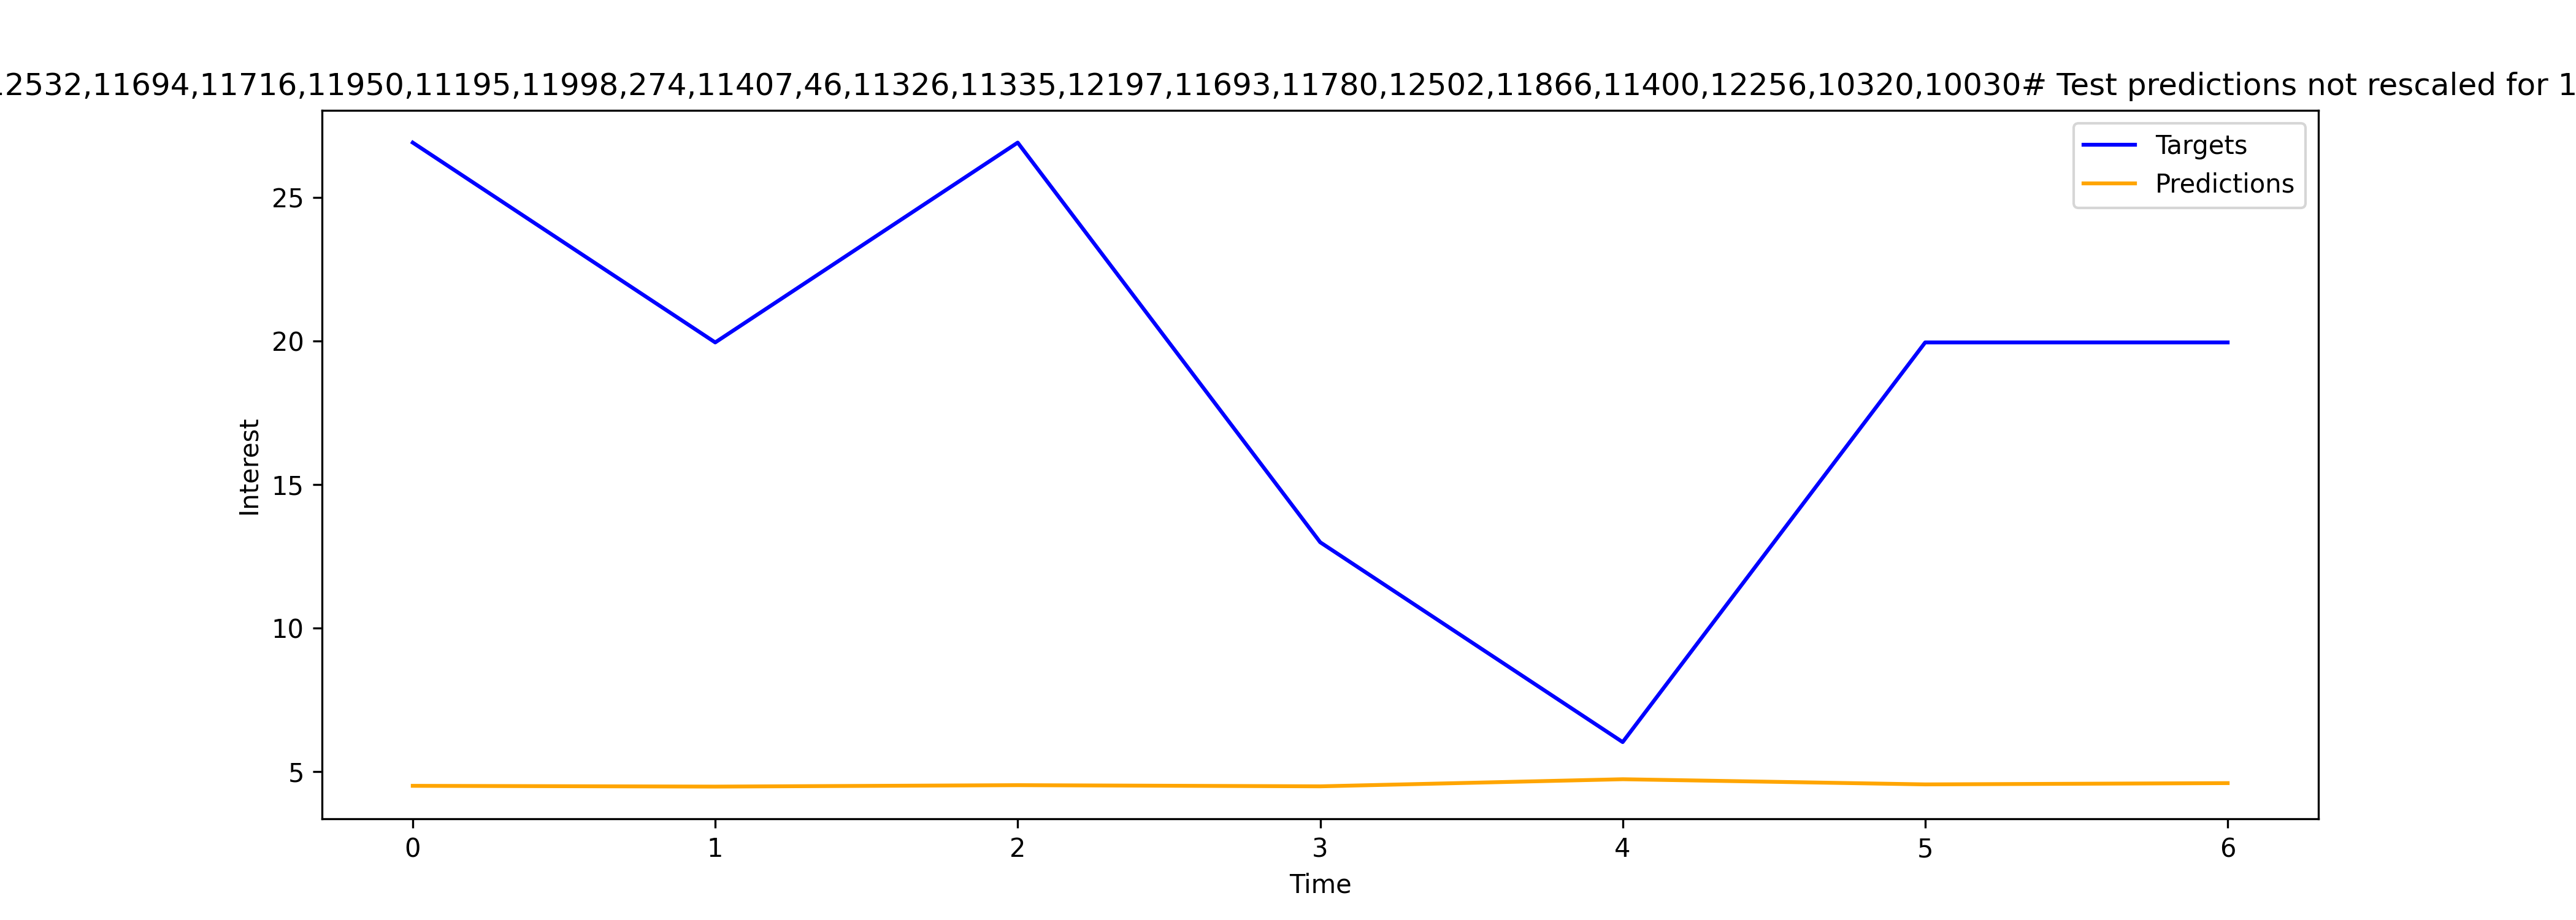 2532,11694,11716,11950,11195,11998,274,11407,46,11326,11335,12197,11693,11780,12502,11866,11400,12256,10320,10030# Test predictions not rescaled for 1
Targets
Predictions
25
20
15
10
5
Interest
0 1 2 3 4 5 6
Time